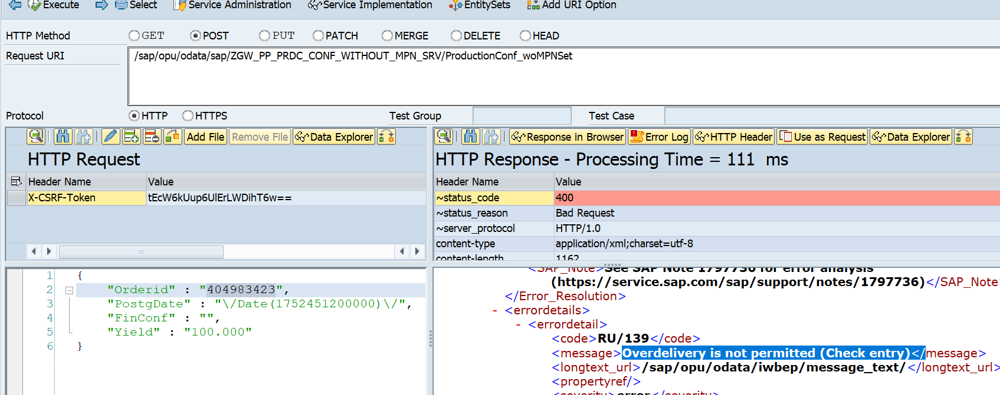 Execute Select Service Administration Service Implementation EntitySets Add URI Option
HTTP Method GET POST PUT PATCH MERGE DELETE HEAD
Request URI /sap/opu/odata/sap/ZGW_PP_PRDC_CONF_WITHOUT_MPN_SRV/ProductionConf_woMPNSet
Protocol HTTP HTTPS Test Group Test Case
Add File Remove File Data Explorer
HTTP Request
Header Name Value
X-CSRF-Token tEcW6kUup6UlErLWDihT6w==
Response in Browser Error Log HTTP Header Use as Request Data Explorer
HTTP Response - Processing Time = 111 ms
Header Name Value
~status_code 400
~status_reason Bad Request
~server_protocol HTTP/1.0
content-type application/xml;charset=utf-8
content-length 1162
1 {
2 "Orderid" : "404983423",
3 "PostgDate" : "\/Date(1752451200000)\/",
4 "FinConf" : "",
5 "Yield" : "100.000"
6 }
<SAP_Note>See SAP Note 1797736 for error analysis
(https://service.sap.com/sap/support/notes/1797736)</SAP_Note
</Error_Resolution>
- <errordetails>
- <errordetail>
<code>RU/139</code>
<message>Overdelivery is not permitted (Check entry)</message>
<longtext_url>/sap/opu/odata/iwbep/message_text/</longtext_url>
<propertyref/>
<severity>error</severity>